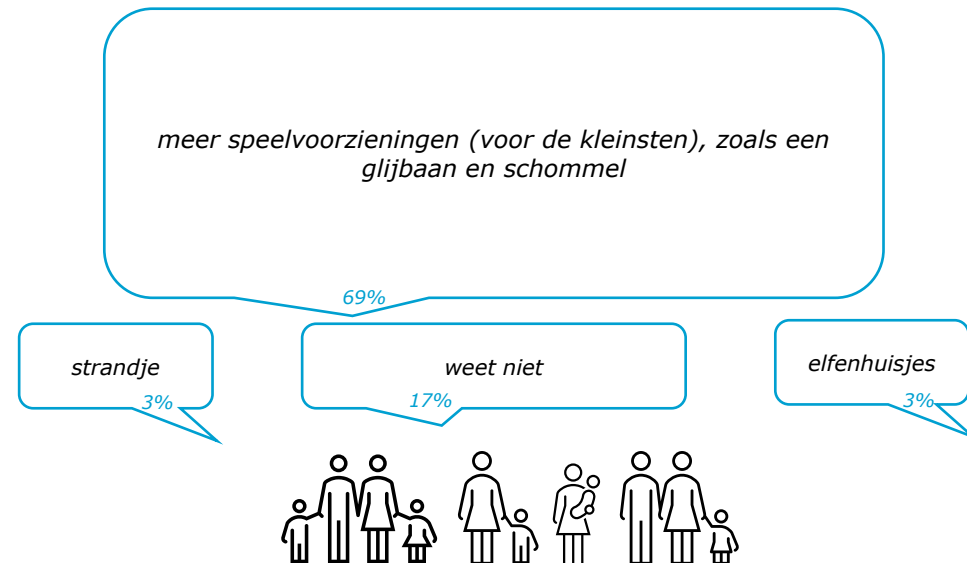 meer speelvoorzieningen (voor de kleinsten), zoals een
glijbaan en schommel
69%
strandje
3%
weet niet
17%
elfenhuisjes
3%